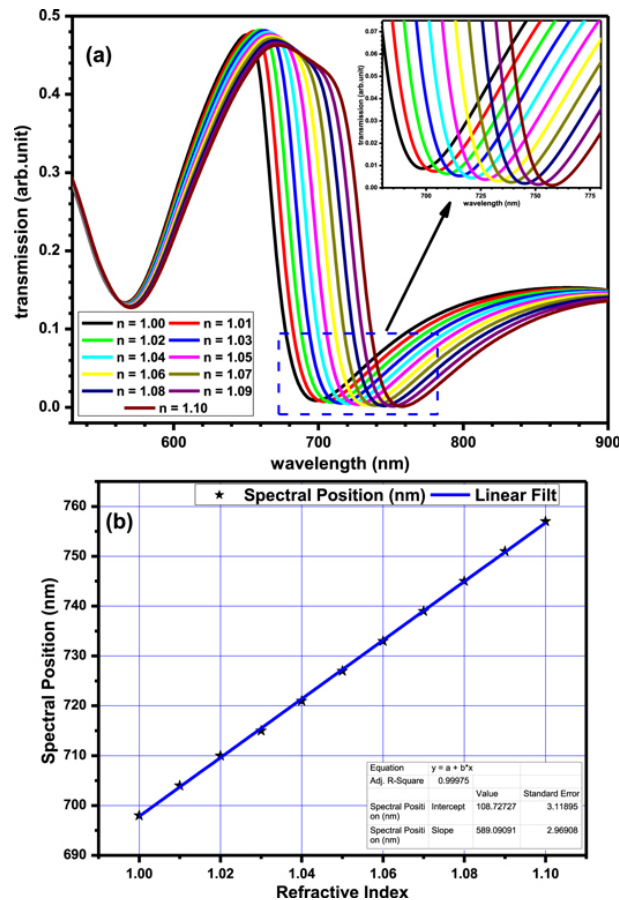 (a)
transmission (arb.unit)
0.5
0.4
0.3
0.2
0.1
0.0
600 700 800 900
wavelength (nm)
n = 1.00 n = 1.01
n = 1.02 n = 1.03
n = 1.04 n = 1.05
n = 1.06 n = 1.07
n = 1.08 n = 1.09
n = 1.10
transmission (arb.unit)
0.07
0.06
0.05
0.04
0.03
0.02
0.01
0.00
700 725 750 775
wavelength (nm)
(b)
Spectral Position (nm) Linear Filt
Spectral Position (nm)
760
750
740
730
720
710
700
690
1.00 1.02 1.04 1.06 1.08 1.10
Refractive Index
Equation y = a + b*x
Adj. R-Square 0.99975
Value Standard Error
Spectral Positi Intercept 108.72727 3.11895
on (nm)
Spectral Positi Slope 589.09091 2.96908
on (nm)